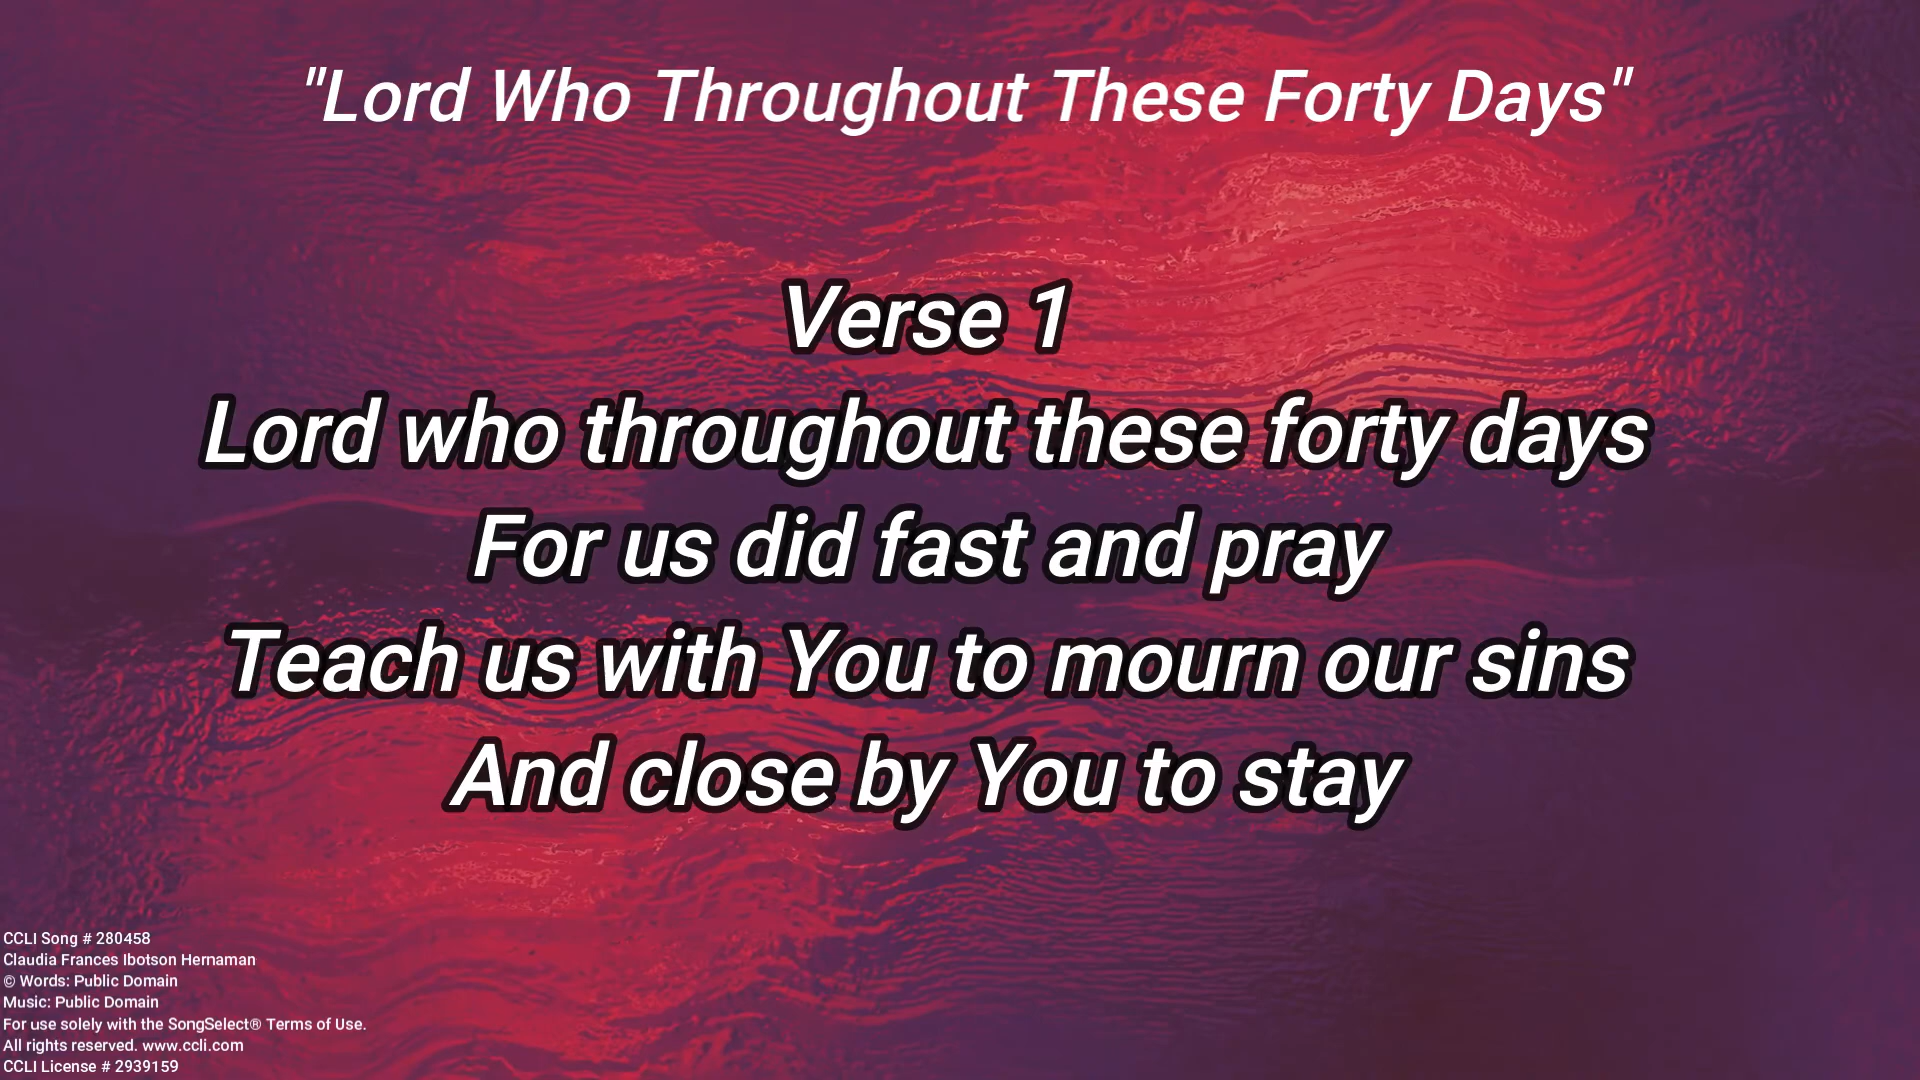 "Lord Who Throughout These Forty Days"
Verse 1
Lord who throughout these forty days
For us did fast and pray
Teach us with You to mourn our sins
And close by You to stay
CCLI Song # 280458
Claudia Frances Ibotson Hernaman
© Words: Public Domain
Music: Public Domain
For use solely with the SongSelect® Terms of Use.
All rights reserved. www.ccli.com
CCLI License # 2939159